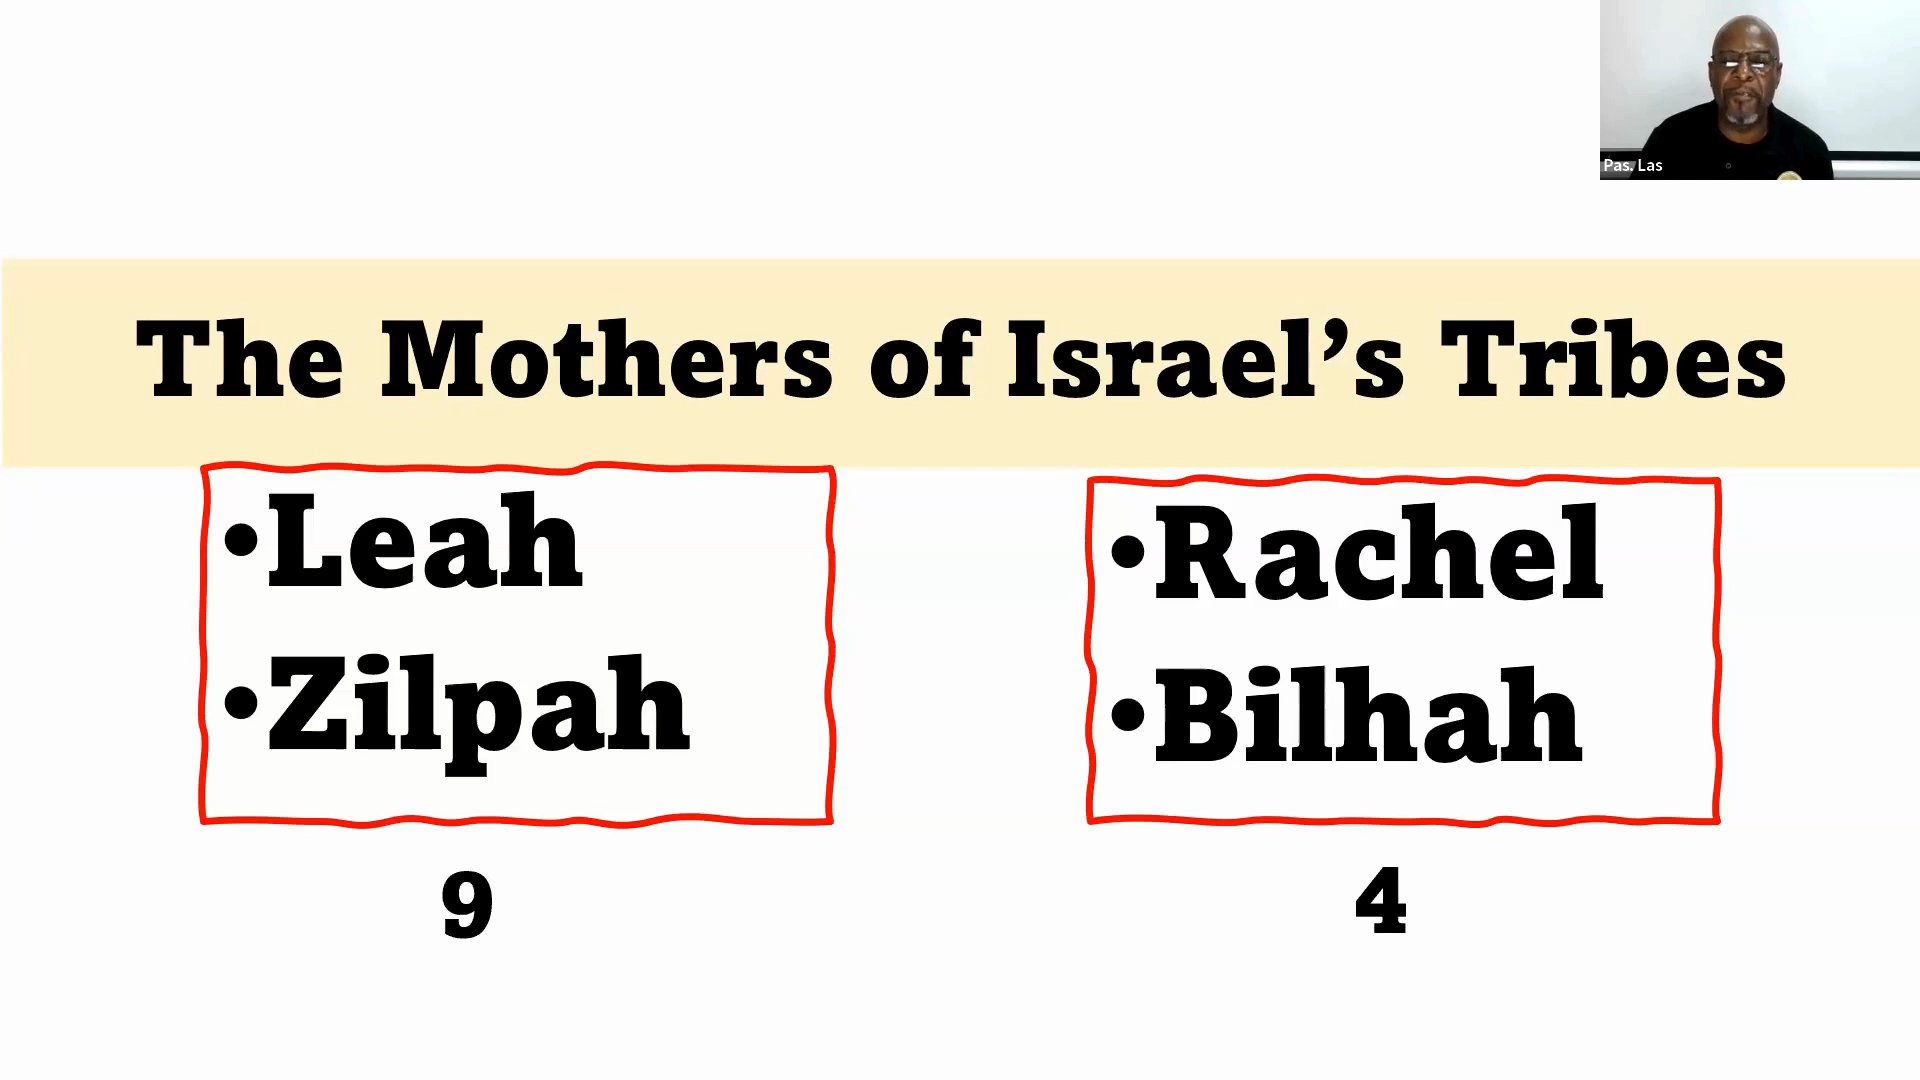 Pas. Las
The Mothers of Israel’s Tribes
•Leah
•Zilpah
9
•Rachel
•Bilhah
4